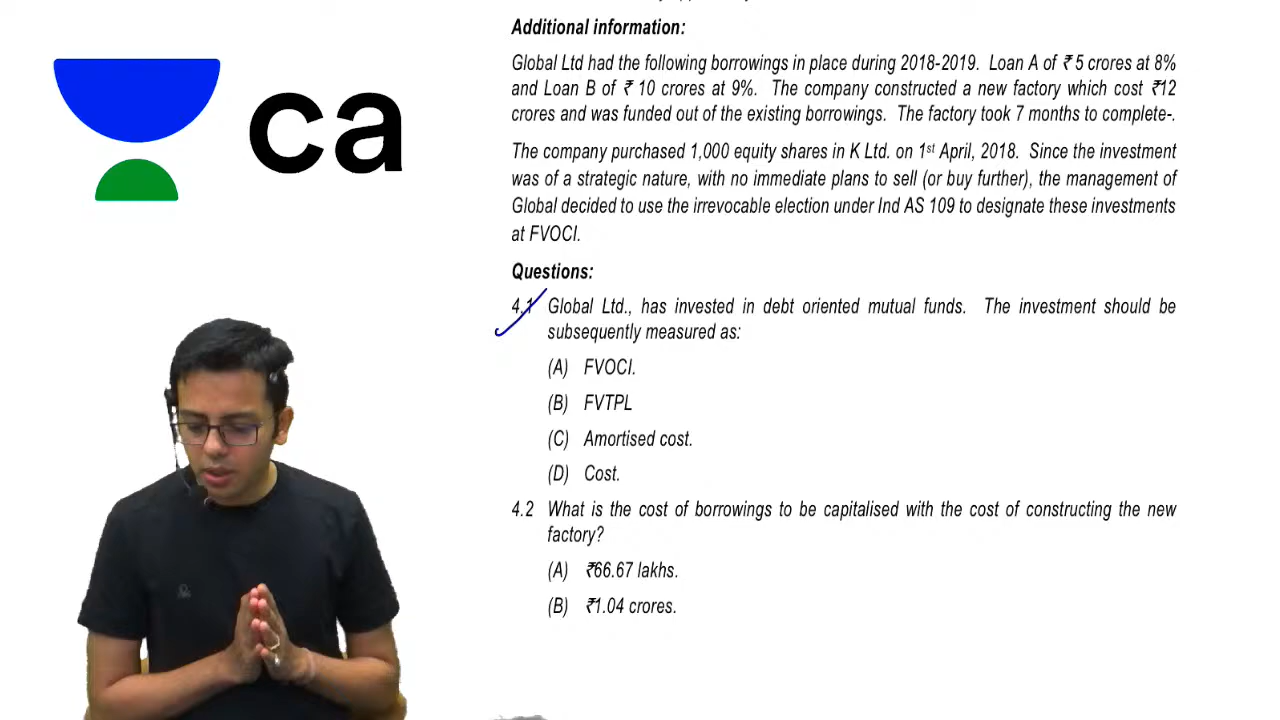 ca
Additional information:
Global Ltd had the following borrowings in place during 2018-2019. Loan A of ₹ 5 crores at 8%
and Loan B of ₹ 10 crores at 9%. The company constructed a new factory which cost ₹12
crores and was funded out of the existing borrowings. The factory took 7 months to complete-.
The company purchased 1,000 equity shares in K Ltd. on 1st April, 2018. Since the investment
was of a strategic nature, with no immediate plans to sell (or buy further), the management of
Global decided to use the irrevocable election under Ind AS 109 to designate these investments
at FVOCI.
Questions:
4.1 Global Ltd., has invested in debt oriented mutual funds. The investment should be
subsequently measured as:
(A) FVOCI.
(B) FVTPL
(C) Amortised cost.
(D) Cost.
4.2 What is the cost of borrowings to be capitalised with the cost of constructing the new
factory?
(A) ₹66.67 lakhs.
(B) ₹1.04 crores.